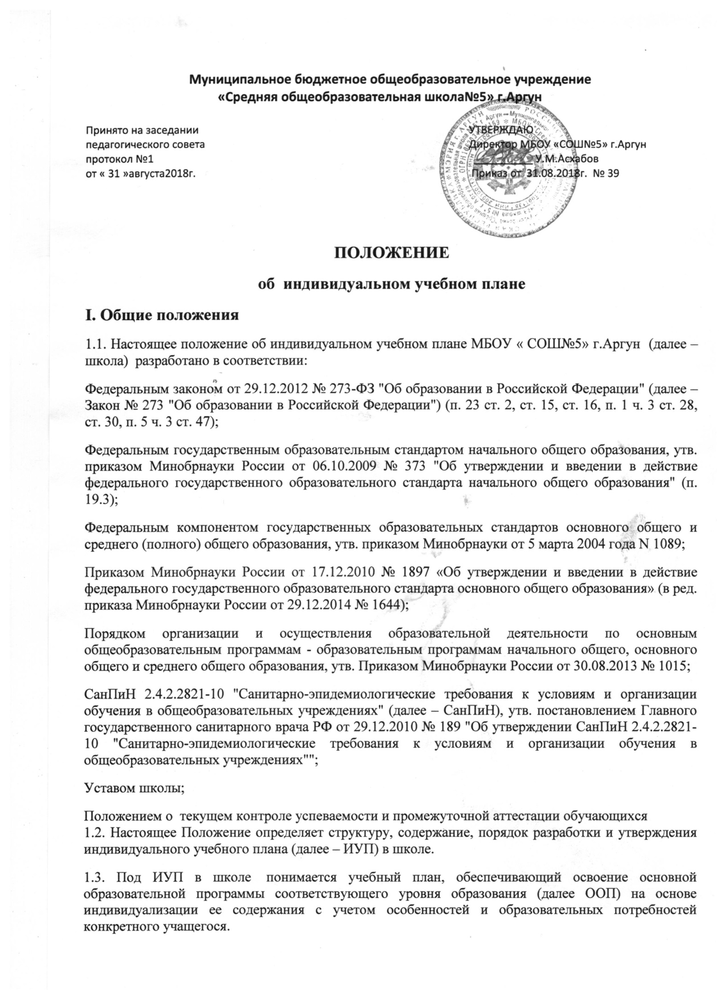 Муниципальное бюджетное общеобразовательное учреждение
«Средняя общеобразовательная школа№5» г.Аргун
Принято на заседании
педагогического совета
протокол №1
от « 31 »августа2018г.
УТВЕРЖДАЮ
Директор МБОУ «СОШ№5» г.Аргун
У.М.Асхабов
Приказ от 31.08.2018г. № 39
ПОЛОЖЕНИЕ
об индивидуальном учебном плане
I. Общие положения
1.1. Настоящее положение об индивидуальном учебном плане МБОУ « СОШ№5» г.Аргун (далее –
школа) разработано в соответствии:
Федеральным законом от 29.12.2012 № 273-ФЗ "Об образовании в Российской Федерации" (далее –
Закон № 273 "Об образовании в Российской Федерации") (п. 23 ст. 2, ст. 15, ст. 16, п. 1 ч. 3 ст. 28,
ст. 30, п. 5 ч. 3 ст. 47);
Федеральным государственным образовательным стандартом начального общего образования, утв.
приказом Минобрнауки России от 06.10.2009 № 373 "Об утверждении и введении в действие
федерального государственного образовательного стандарта начального общего образования" (п.
19.3);
Федеральным компонентом государственных образовательных стандартов основного общего и
среднего (полного) общего образования, утв. приказом Минобрнауки от 5 марта 2004 года N 1089;
Приказом Минобрнауки России от 17.12.2010 № 1897 «Об утверждении и введении в действие
федерального государственного образовательного стандарта основного общего образования» (в ред.
приказа Минобрнауки России от 29.12.2014 № 1644);
Порядком организации и осуществления образовательной деятельности по основным
общеобразовательным программам - образовательным программам начального общего, основного
общего и среднего общего образования, утв. Приказом Минобрнауки России от 30.08.2013 № 1015;
СанПиН 2.4.2.2821-10 "Санитарно-эпидемиологические требования к условиям и организации
обучения в общеобразовательных учреждениях" (далее – СанПиН), утв. постановлением Главного
государственного санитарного врача РФ от 29.12.2010 № 189 "Об утверждении СанПиН 2.4.2.2821-
10 "Санитарно-эпидемиологические требования к условиям и организации обучения в
общеобразовательных учреждениях"";
Уставом школы;
Положением о текущем контроле успеваемости и промежуточной аттестации обучающихся
1.2. Настоящее Положение определяет структуру, содержание, порядок разработки и утверждения
индивидуального учебного плана (далее – ИУП) в школе.
1.3. Под ИУП в школе понимается учебный план, обеспечивающий освоение основной
образовательной программы соответствующего уровня образования (далее ООП) на основе
индивидуализации ее содержания с учетом особенностей и образовательных потребностей
конкретного учащегося.